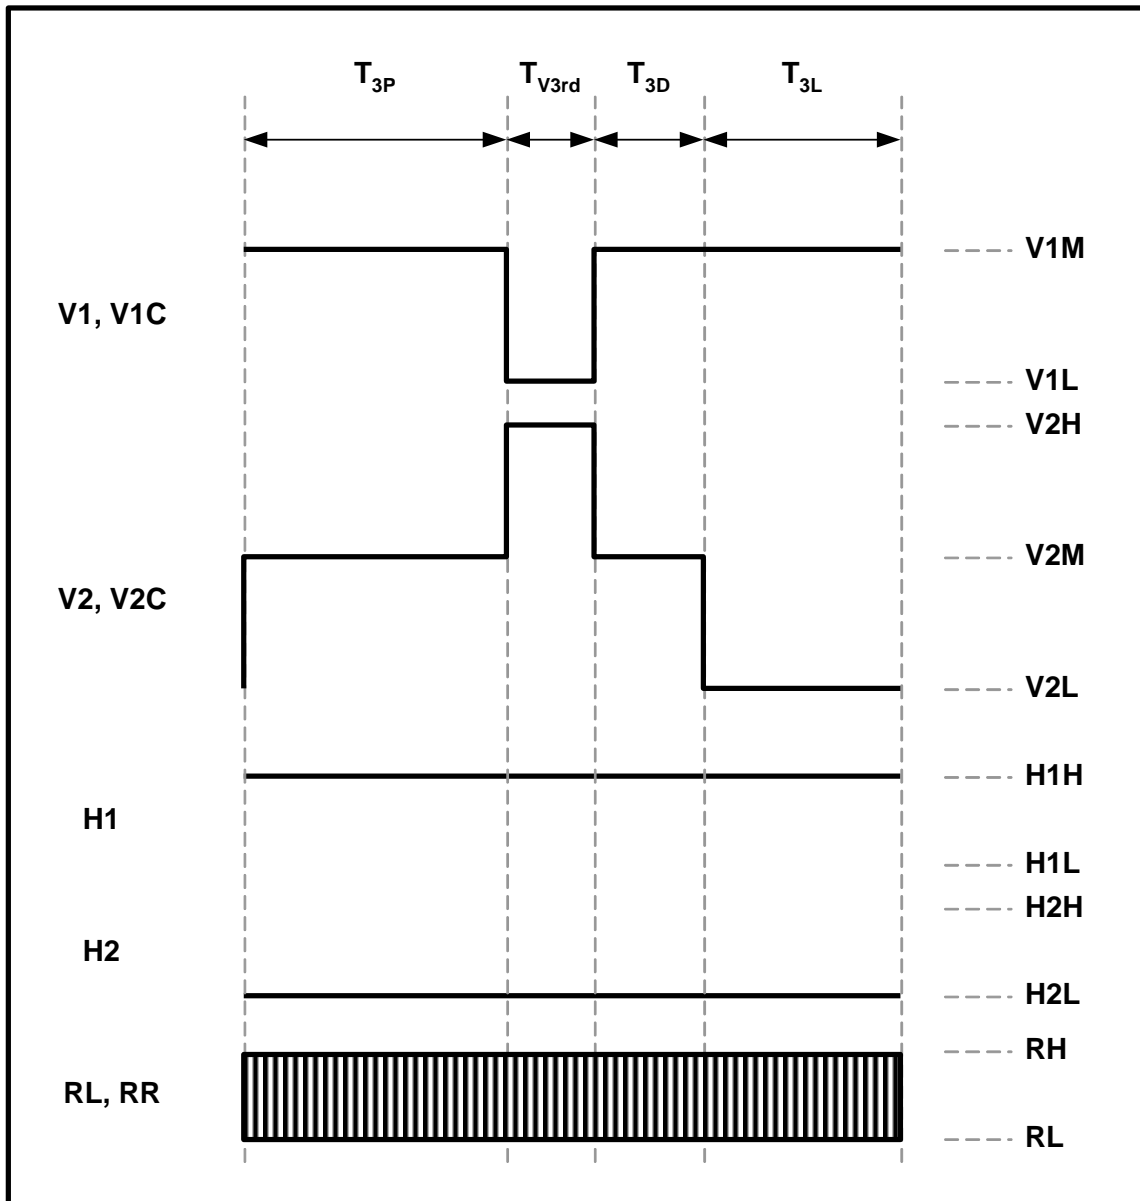 T3P TV3rd T3D T3L
V1M
V1, V1C
V1L
V2H
V2M
V2, V2C
V2L
H1H
H1
H1L
H2H
H2
H2L
RH
RL, RR
RL